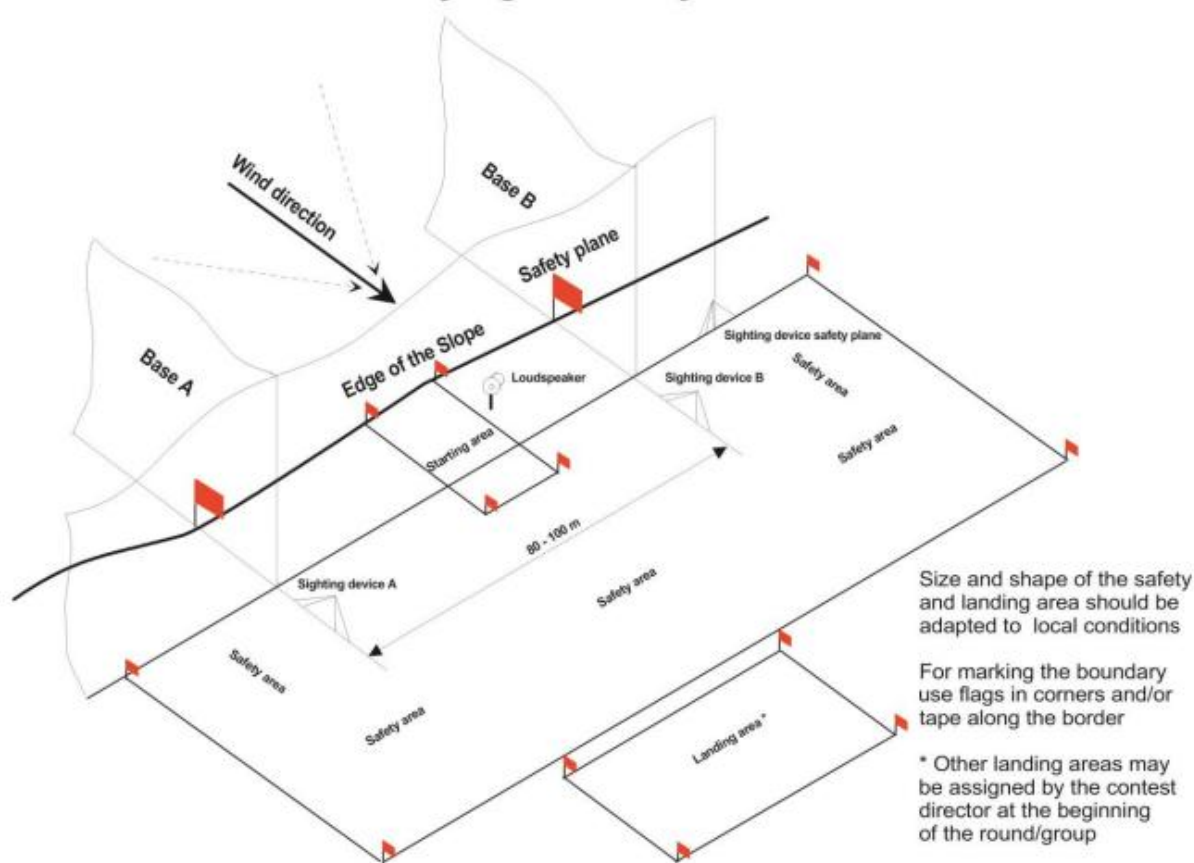 Wind direction
Base B
Safety plane
Base A
Edge of the Slope
Loudspeaker
Sighting device safety plane
Safety area
Sighting device B
Starting area
Safety area
80 - 100 m
Sighting device A
Safety area
Safety area
Safety area
Landing area *
Size and shape of the safety
and landing area should be
adapted to local conditions
For marking the boundary
use flags in corners and/or
tape along the border
* Other landing areas may
be assigned by the contest
director at the beginning
of the round/group